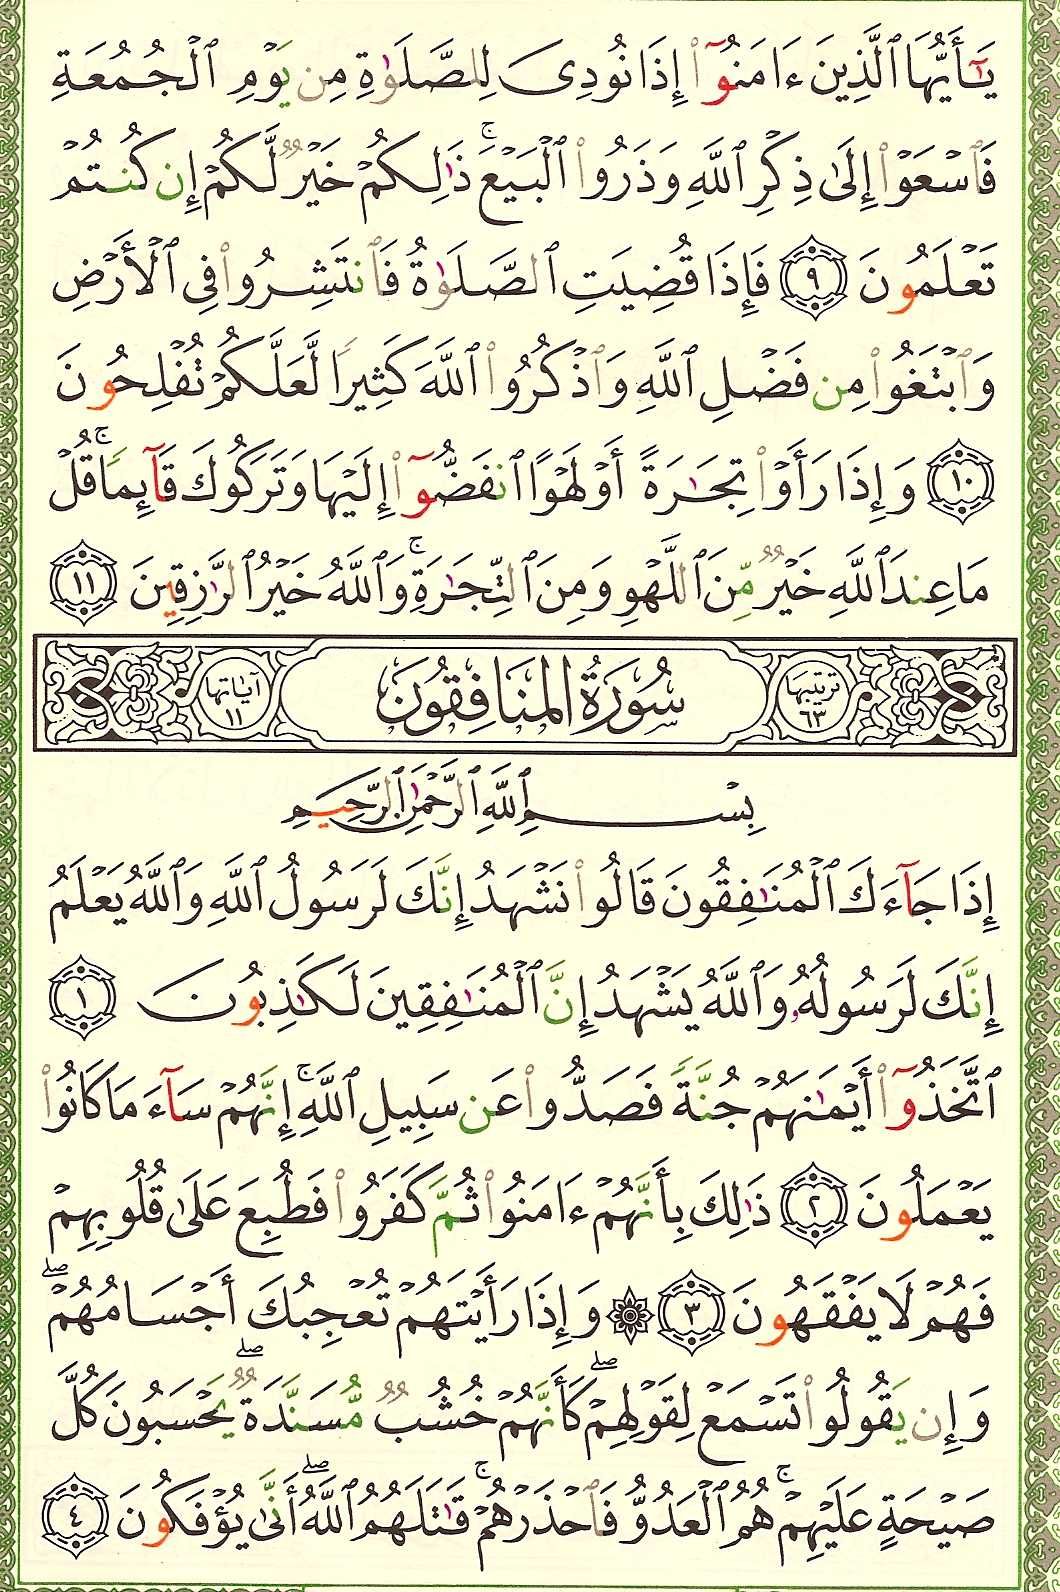 يَـٰٓأَيُّهَا ٱلَّذِينَ ءَامَنُوٓا۟ إِذَا نُودِىَ لِلصَّلَوٰةِ مِن يَوْمِ ٱلْجُمُعَةِ
فَٱسْعَوْا۟ إِلَىٰ ذِكْرِ ٱللَّهِ وَذَرُوا۟ ٱلْبَيْعَ ۚ ذَٰلِكُمْ خَيْرٌ لَّكُمْ إِن كُنتُمْ
تَعْلَمُونَ ٩ فَإِذَا قُضِيَتِ ٱلصَّلَوٰةُ فَٱنتَشِرُوا۟ فِى ٱلْأَرْضِ
وَٱبْتَغُوا۟ مِن فَضْلِ ٱللَّهِ وَٱذْكُرُوا۟ ٱللَّهَ كَثِيرًا لَّعَلَّكُمْ تُفْلِحُونَ
١٠ وَإِذَا رَأَوْا۟ تِجَـٰرَةً أَوْ لَهْوًا ٱنفَضُّوٓا۟ إِلَيْهَا وَتَرَكُوكَ قَآئِمًا ۚ قُلْ
مَا عِندَ ٱللَّهِ خَيْرٌ مِّنَ ٱللَّهْوِ وَمِنَ ٱلتِّجَـٰرَةِ ۚ وَٱللَّهُ خَيْرُ ٱلرَّٰزِقِينَ ١١
ترتيبها ٦٣ سُورَةُ المنَافِقُونَ آياتها ١١
بِسْمِ ٱللَّهِ ٱلرَّحْمَـٰنِ ٱلرَّحِيمِ
إِذَا جَآءَكَ ٱلْمُنَـٰفِقُونَ قَالُوا۟ نَشْهَدُ إِنَّكَ لَرَسُولُ ٱللَّهِ وَٱللَّهُ يَعْلَمُ
إِنَّكَ لَرَسُولُهُۥ وَٱللَّهُ يَشْهَدُ إِنَّ ٱلْمُنَـٰفِقِينَ لَكَـٰذِبُونَ ١
ٱتَّخَذُوٓا۟ أَيْمَـٰنَهُمْ جُنَّةً فَصَدُّوا۟ عَن سَبِيلِ ٱللَّهِ ۚ إِنَّهُمْ سَآءَ مَا كَانُوا۟
يَعْمَلُونَ ٢ ذَٰلِكَ بِأَنَّهُمْ ءَامَنُوا۟ ثُمَّ كَفَرُوا۟ فَطُبِعَ عَلَىٰ قُلُوبِهِمْ
فَهُمْ لَا يَفْقَهُونَ ٣ ۞ وَإِذَا رَأَيْتَهُمْ تُعْجِبُكَ أَجْسَامُهُمْ ۖ
وَإِن يَقُولُوا۟ تَسْمَعْ لِقَوْلِهِمْ ۖ كَأَنَّهُمْ خُشُبٌ مُّسَنَّدَةٌ ۖ يَحْسَبُونَ كُلَّ
صَيْحَةٍ عَلَيْهِمْ ۚ هُمُ ٱلْعَدُوُّ فَٱحْذَرْهُمْ ۚ قَـٰتَلَهُمُ ٱللَّهُ ۖ أَنَّىٰ يُؤْفَكُونَ ٤